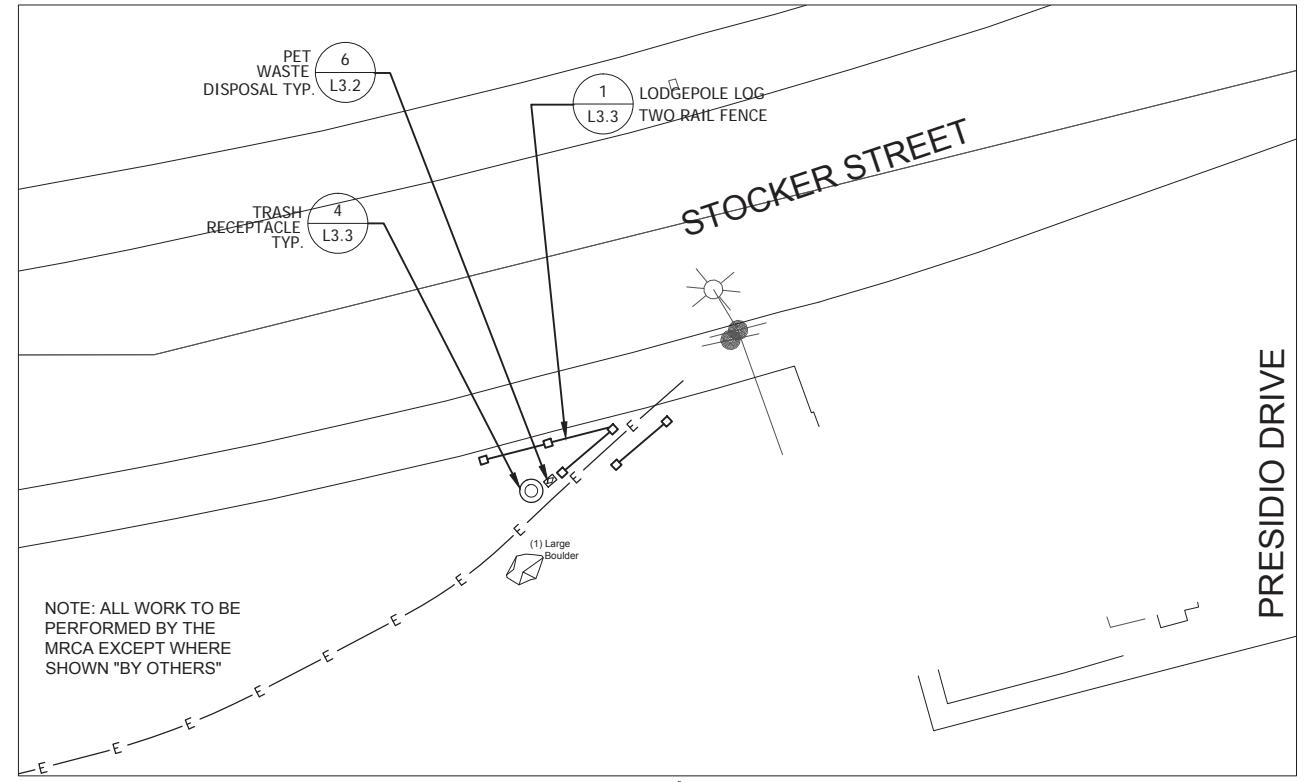 PET
WASTE
DISPOSAL TYP.
6
L3.2
1
L3.3
LODGEPOLE LOG
TWO RAIL FENCE
STOCKER STREET
TRASH
RECEPTACLE
TYP.
4
L3.3
PRESIDIO DRIVE
E
E
E
(1) Large
Boulder
E
E
E
E
E
E
E
NOTE: ALL WORK TO BE
PERFORMED BY THE
MRCA EXCEPT WHERE
SHOWN "BY OTHERS"